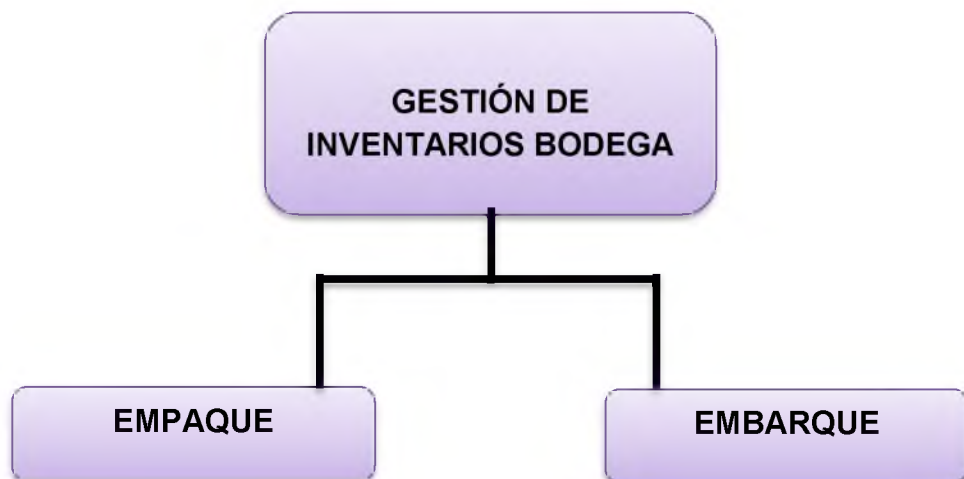 GESTIÓN DE
INVENTARIOS BODEGA
EMPAQUE
EMBARQUE